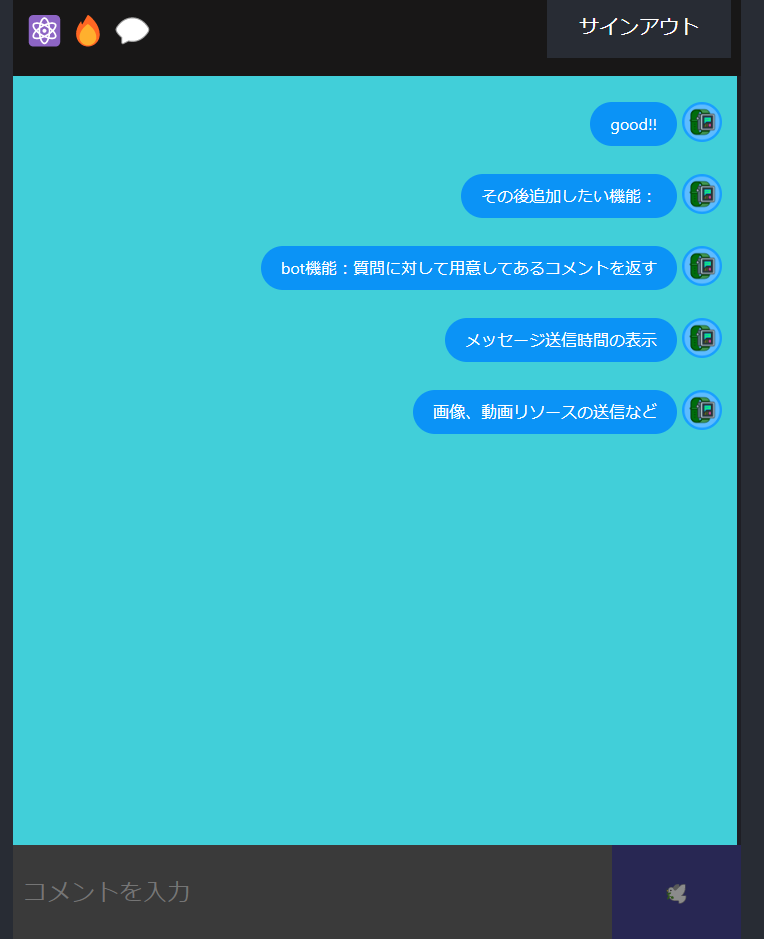 サインアウト
good!!
その後追加したい機能：
bot機能：質問に対して用意してあるコメントを返す
メッセージ送信時間の表示
画像、動画リソースの送信など
コメントを入力